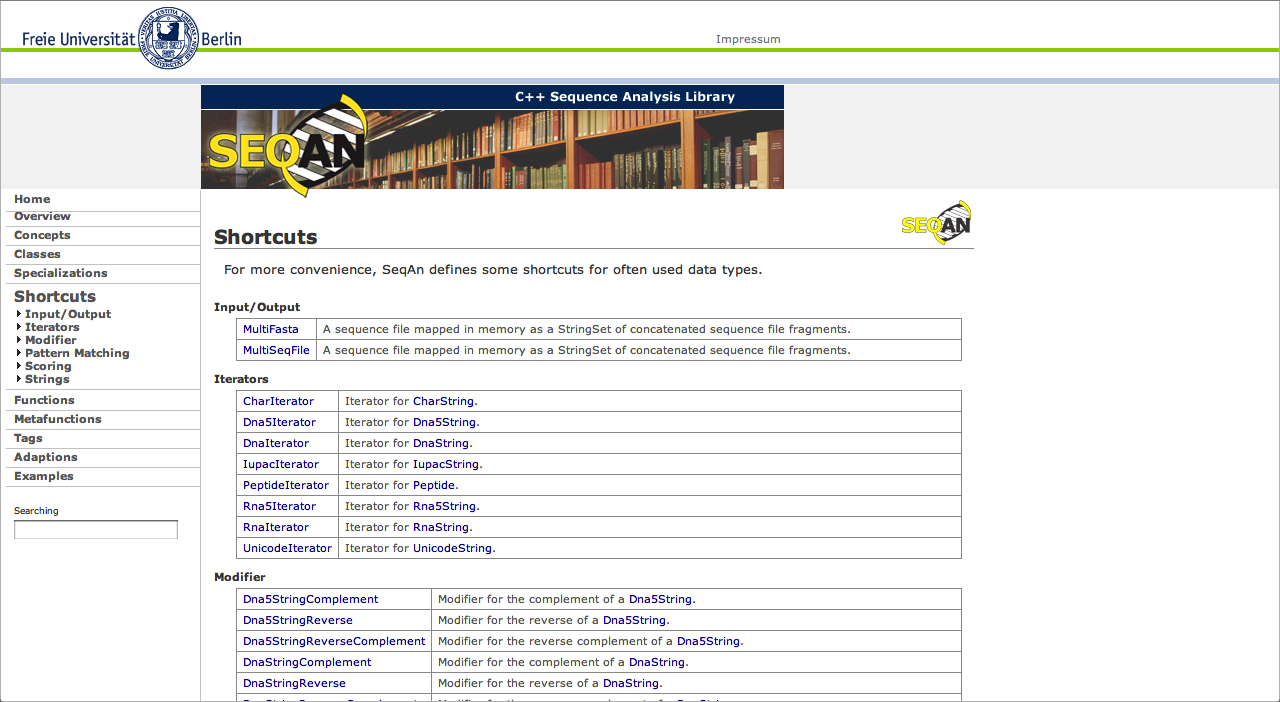 Freie Universität Berlin
Impressum
C++ Sequence Analysis Library
SEQAN
Home
Overview
Concepts
Classes
Specializations
Shortcuts
Input/Output
Iterators
Modifier
Pattern Matching
Scoring
Strings
Functions
Metafunctions
Tags
Adaptions
Examples
Searching
SEQAN
Shortcuts
For more convenience, SeqAn defines some shortcuts for often used data types.
Input/Output
MultiFasta A sequence file mapped in memory as a StringSet of concatenated sequence file fragments.
MultiSeqFile A sequence file mapped in memory as a StringSet of concatenated sequence file fragments.
Iterators
CharIterator Iterator for CharString.
Dna5Iterator Iterator for Dna5String.
DnaIterator Iterator for DnaString.
IupacIterator Iterator for IupacString.
PeptideIterator Iterator for Peptide.
Rna5Iterator Iterator for Rna5String.
RnaIterator Iterator for RnaString.
UnicodeIterator Iterator for UnicodeString.
Modifier
Dna5StringComplement Modifier for the complement of a Dna5String.
Dna5StringReverse Modifier for the reverse of a Dna5String.
Dna5StringReverseComplement Modifier for the reverse complement of a Dna5String.
DnaStringComplement Modifier for the complement of a DnaString.
DnaStringReverse Modifier for the reverse of a DnaString.